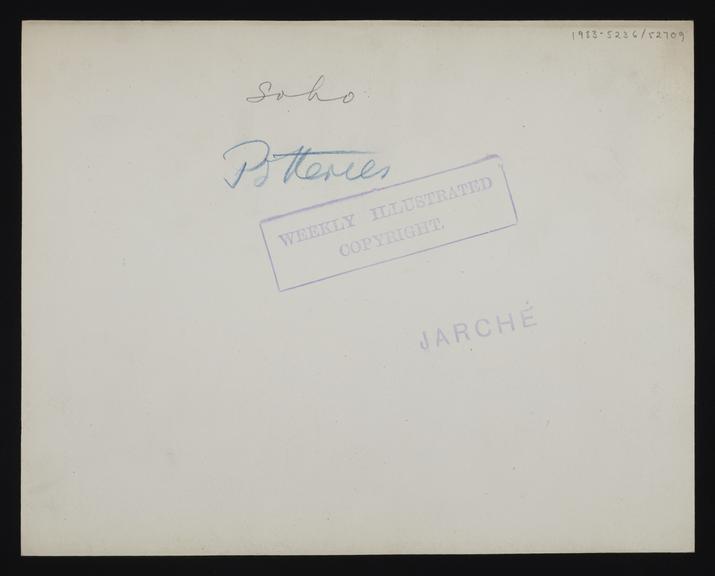 1983-5236/52709
Soho
Potteries
WEEKLY ILLUSTRATED
COPYRIGHT.
JARCHÉ